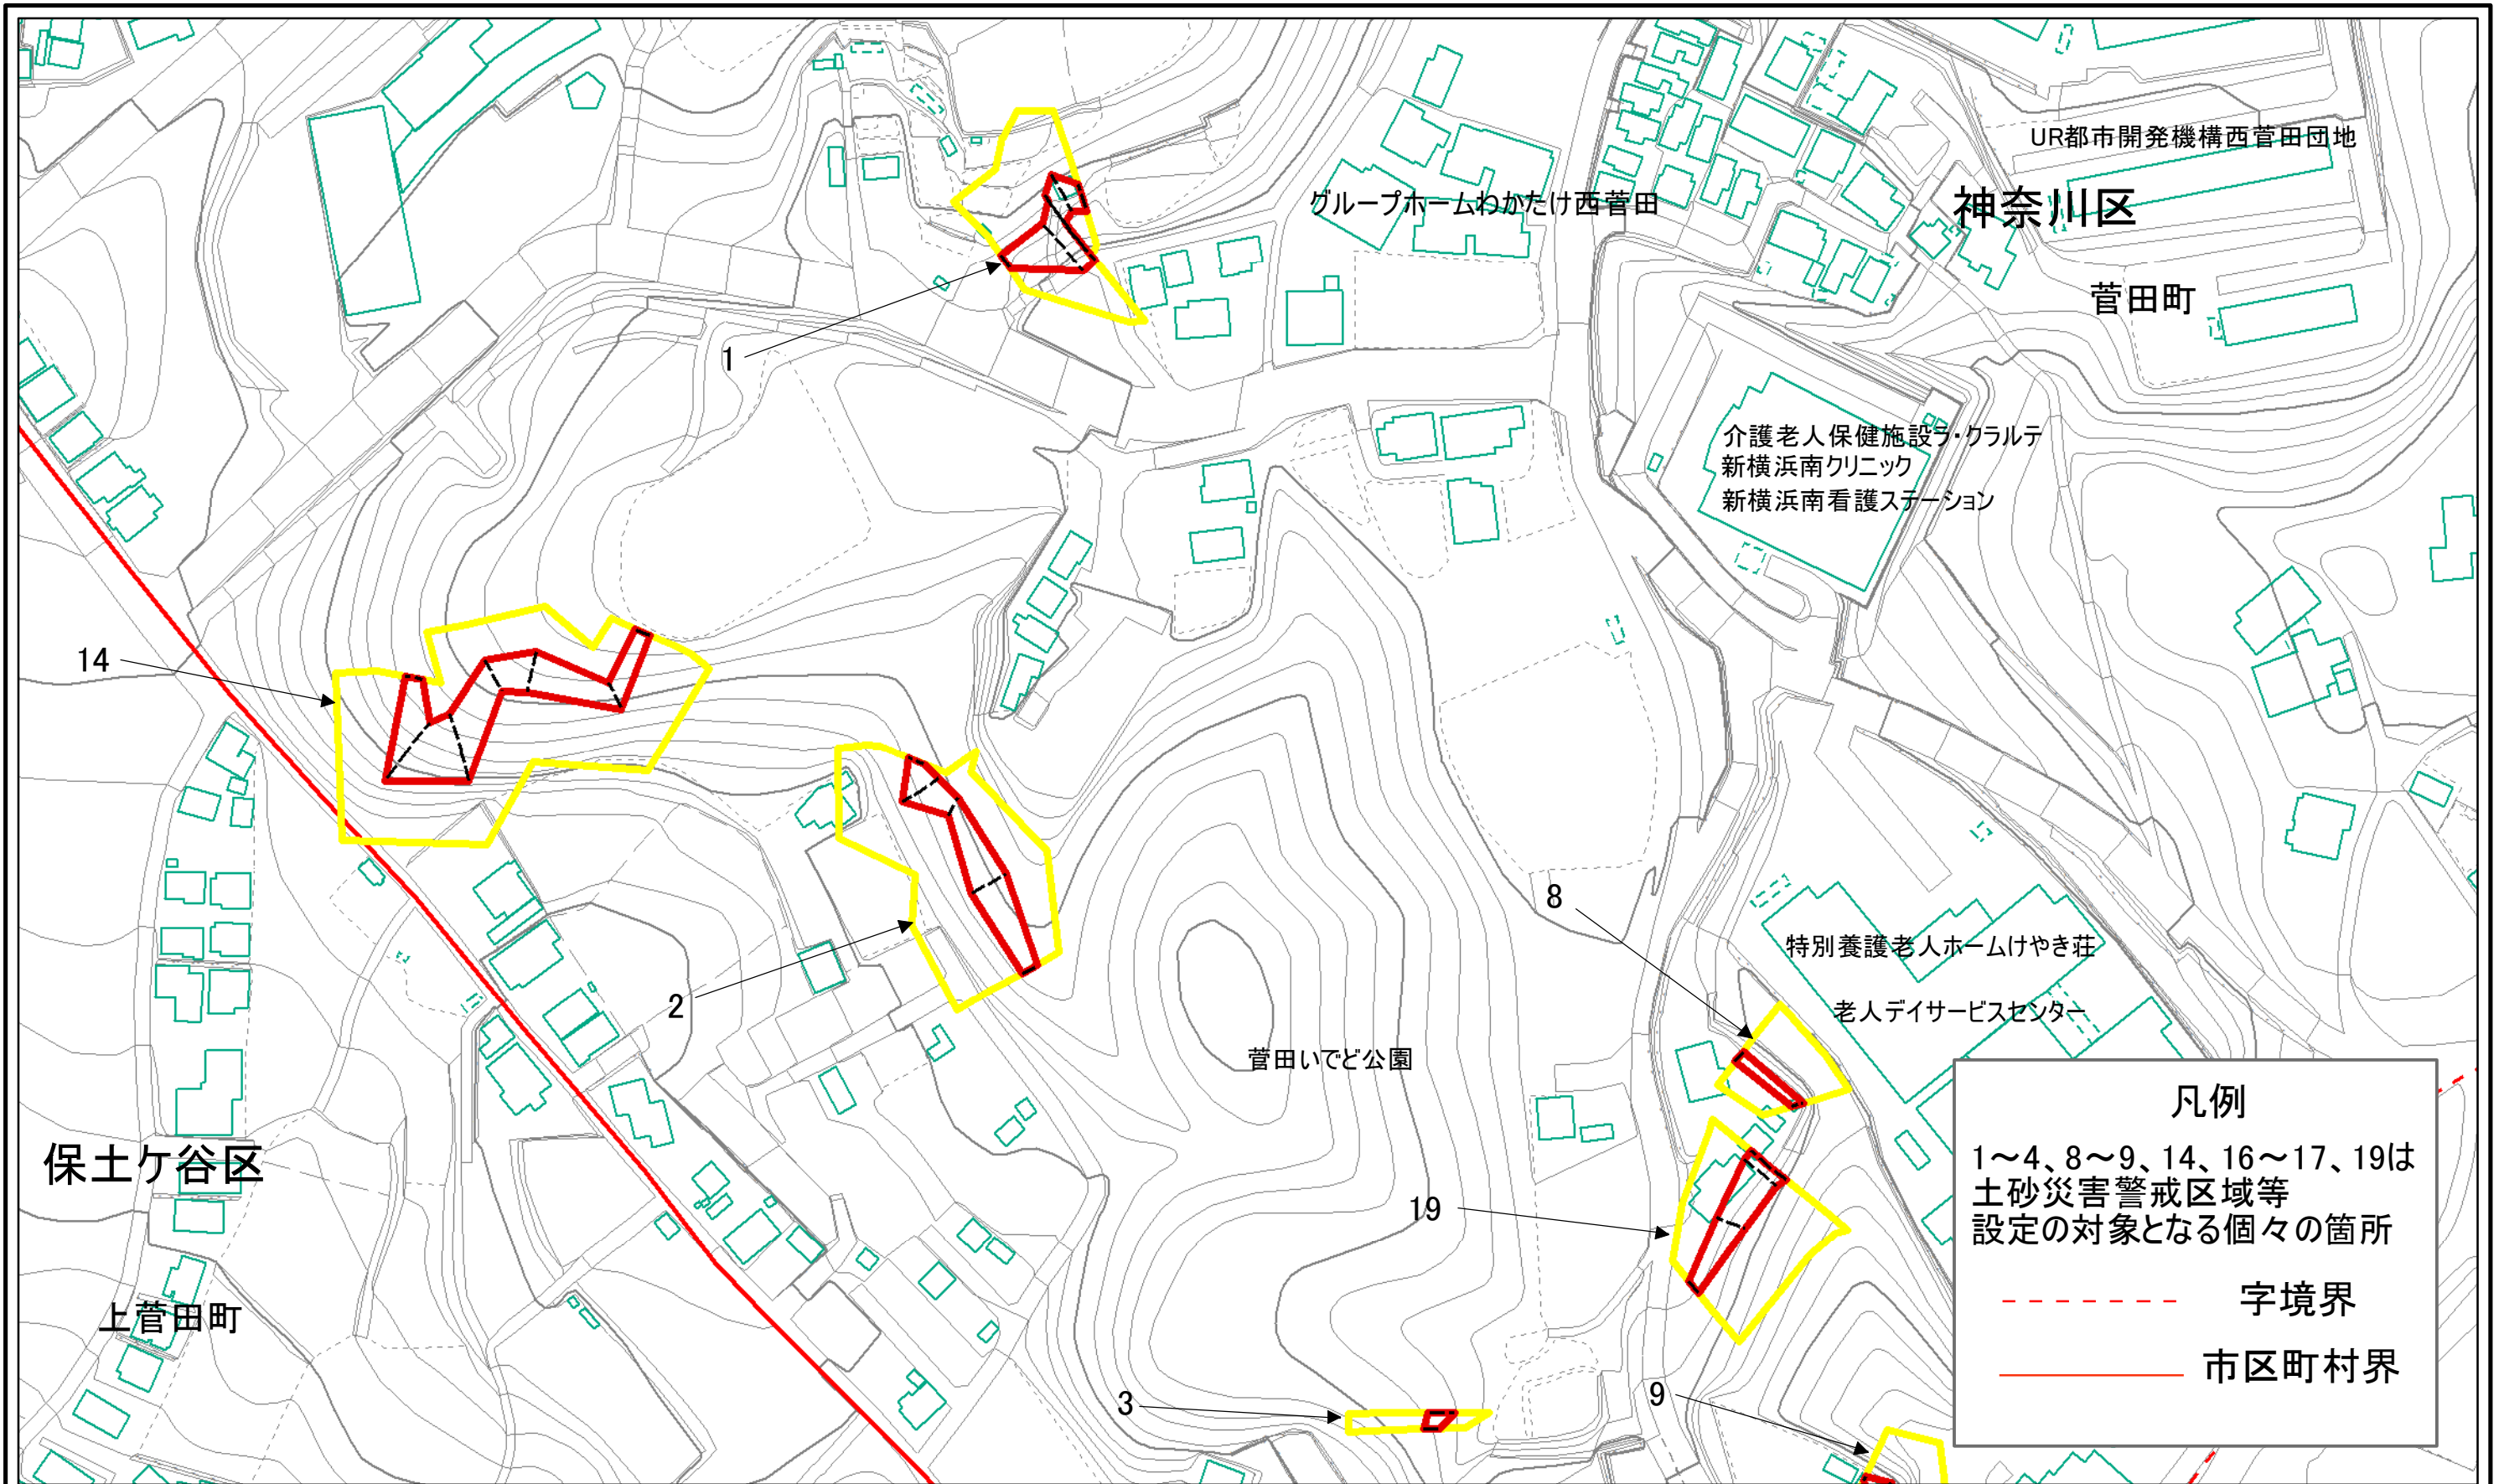 UR都市開発機構西菅田団地
グループホームわかたけ西菅田
神奈川区
菅田町
1
介護老人保健施設ラ・クラルテ
新横浜南クリニック
新横浜南看護ステーション
14
8
特別養護老人ホームけやき荘
2
老人デイサービスセンター
菅田いでど公園
保土ケ谷区
19
上菅田町
3
9
凡例
1～4、8～9、14、16～17、19は
土砂災害警戒区域等
設定の対象となる個々の箇所
字境界
市区町村界